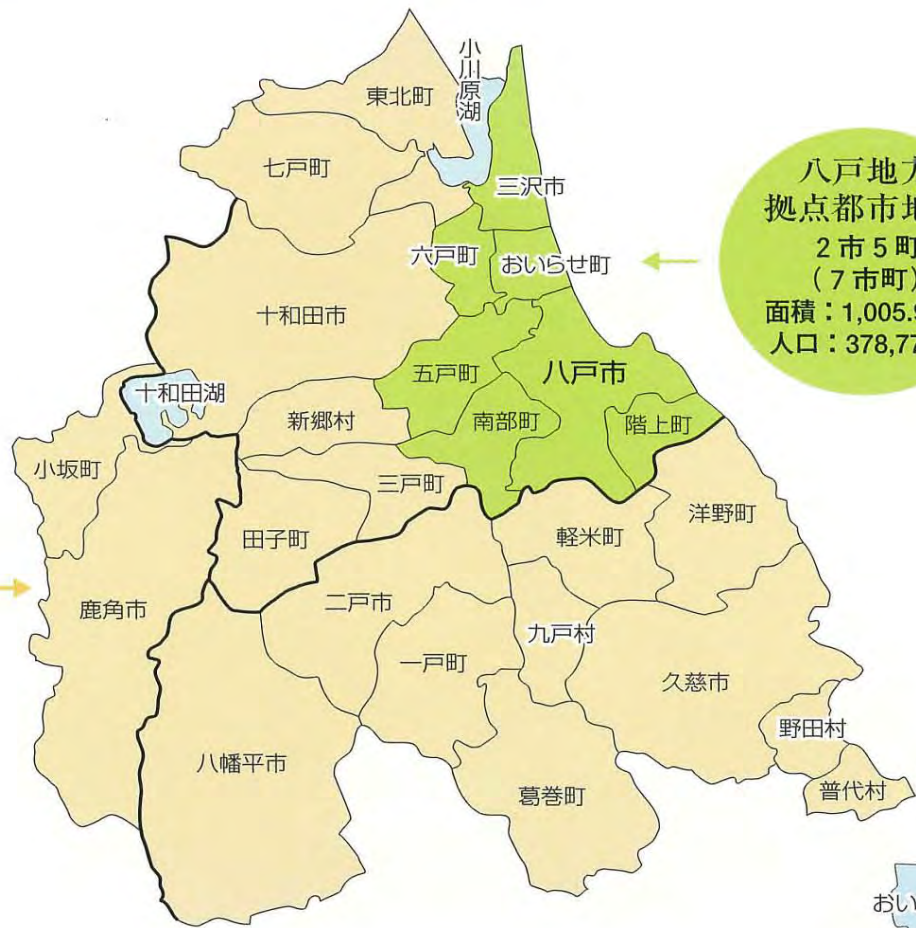 小川原湖
東北町
七戸町
三沢市
六戸町
おいらせ町
十和田市
五戸町
八戸市
十和田湖
新郷村
南部町
階上町
小坂町
三戸町
田子町
軽米町
洋野町
鹿角市
二戸市
九戸村
一戸町
久慈市
野田村
八幡平市
葛巻町
普代村
八戸地方
拠点都市地
2市5町
(7市町)
面積:1,005.9
人口:378,77
おい